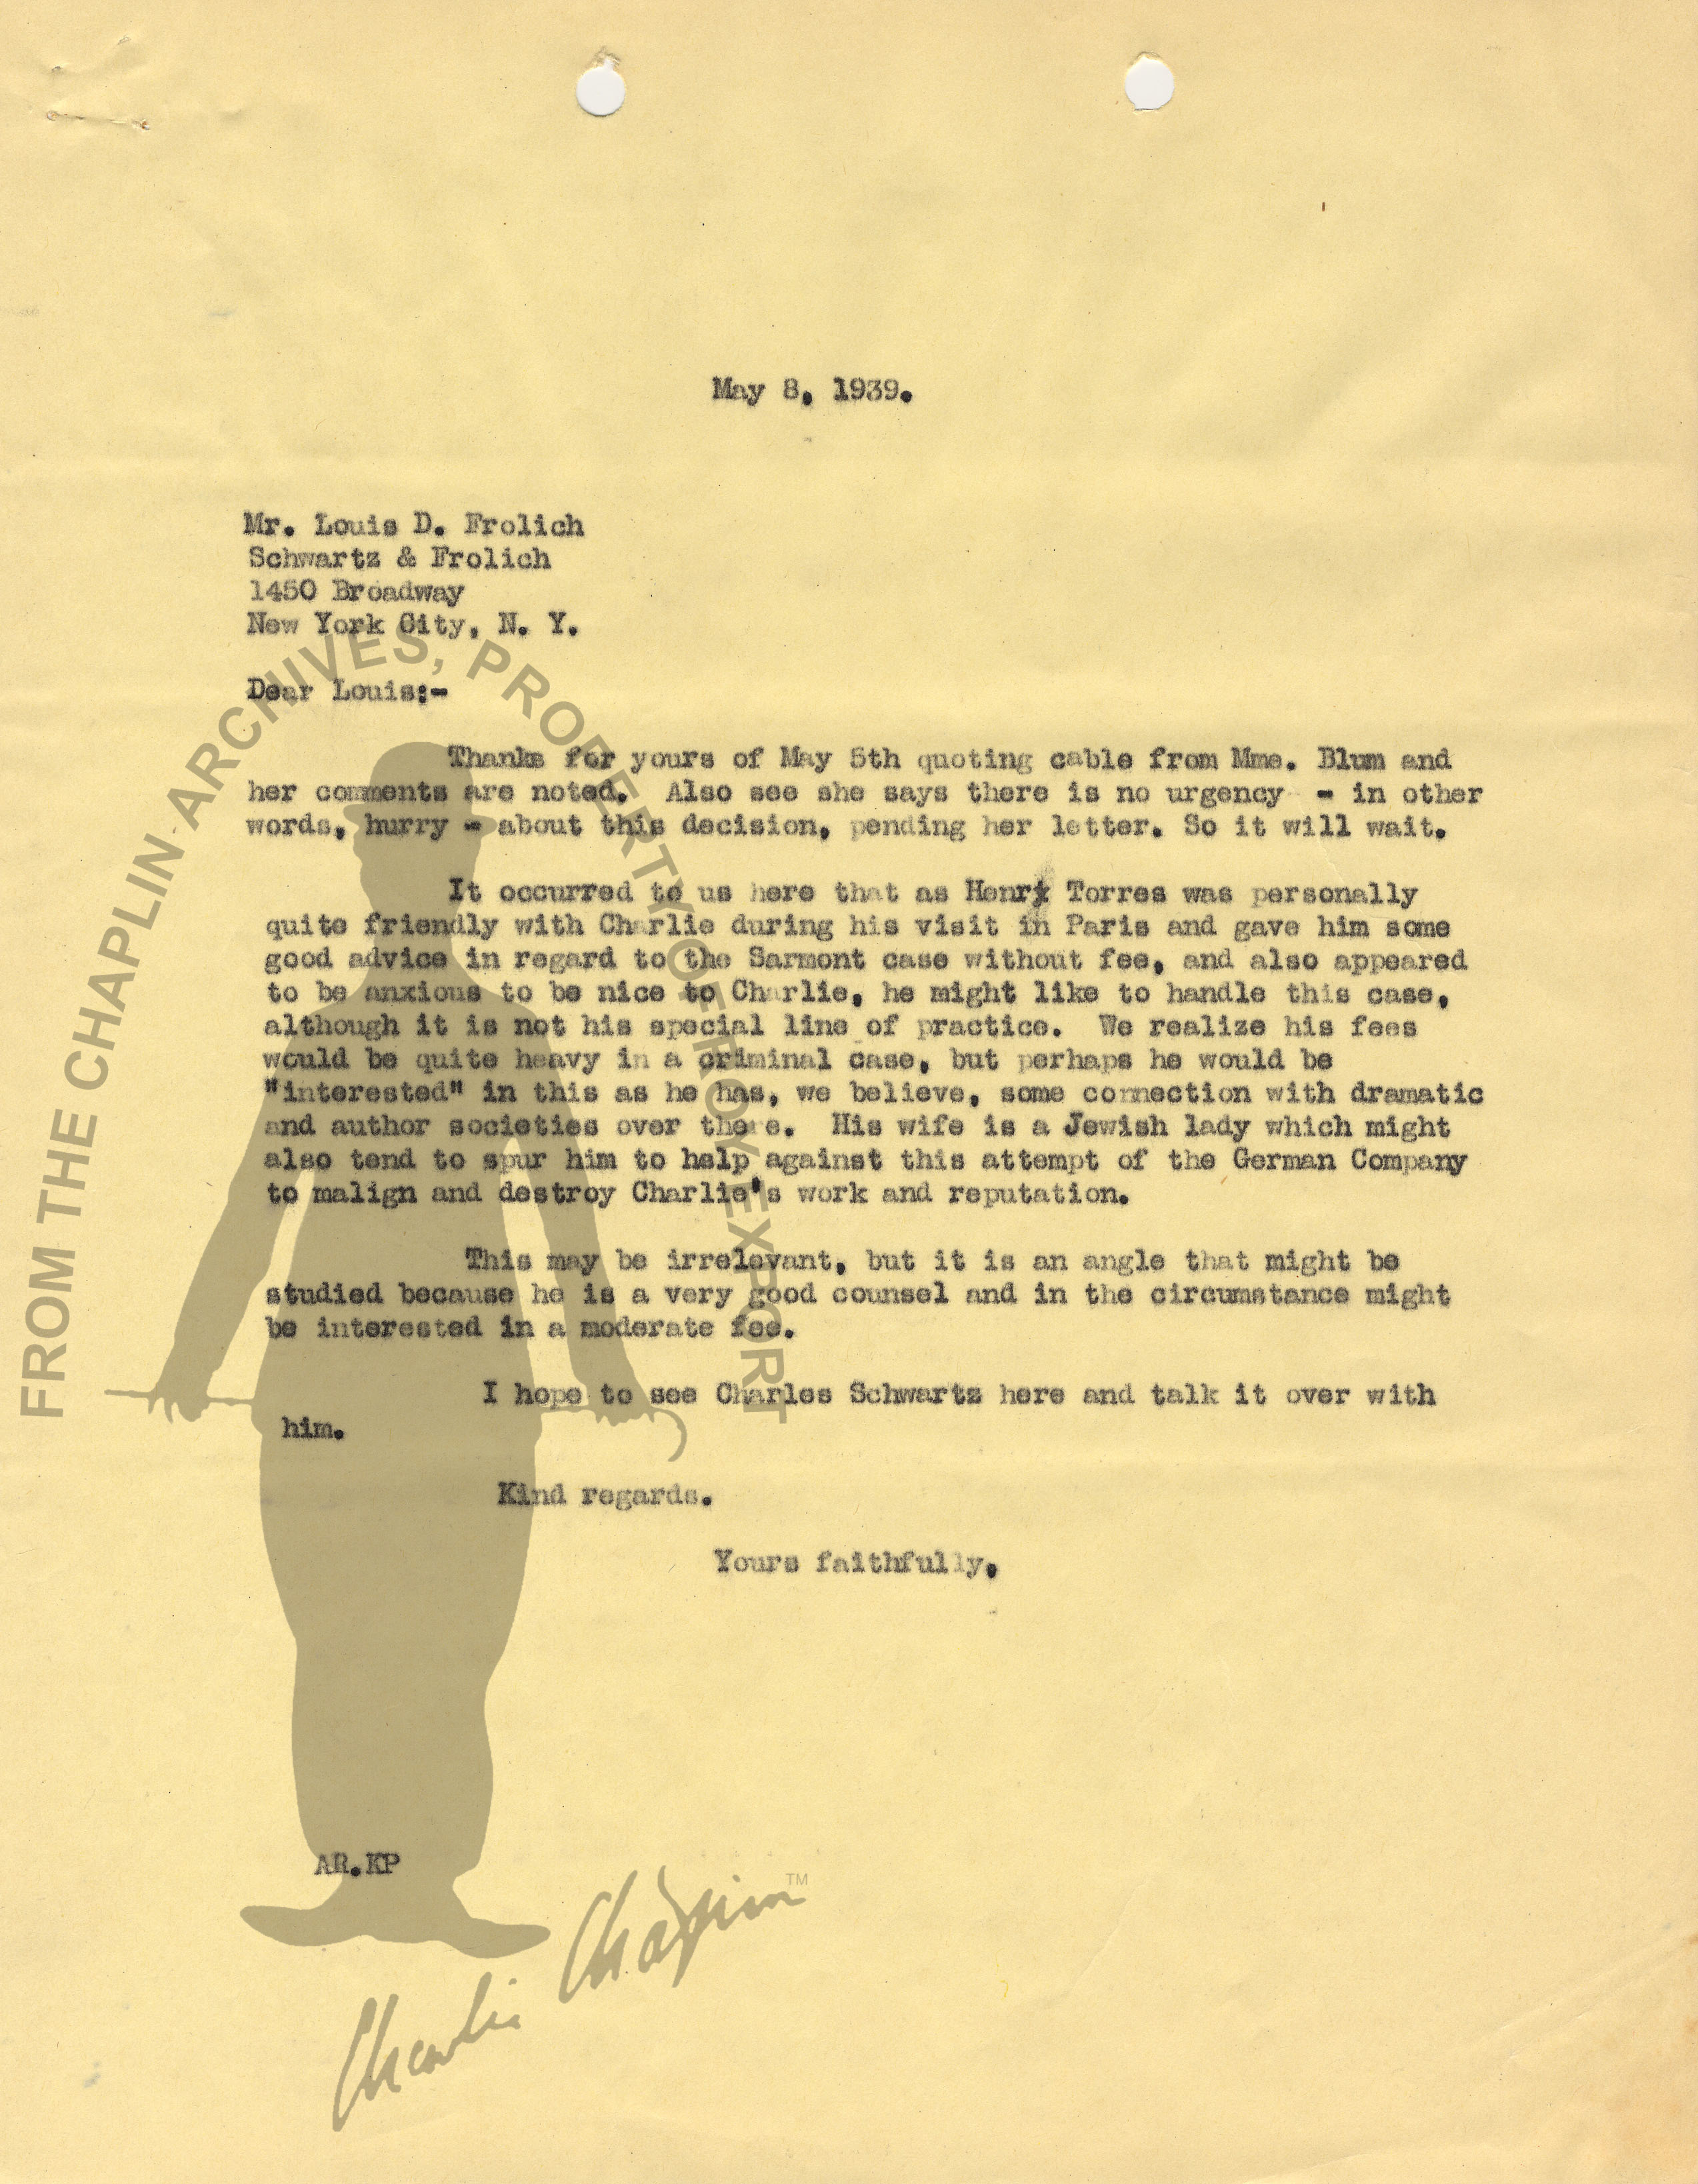 May 8, 1939.
Mr. Louis D. Frolich
Schwartz & Frolich
1450 Broadway
New York City, N. Y.
Dear Louis:-
Thanks for yours of May 5th quoting cable from Mme. Blum and
her comments are noted. Also see she says there is no urgency - in other
words, hurry - about this decision, pending her letter. So it will wait.
It occurred to us here that as Henry Torres was personally
quite friendly with Charlie during his visit in Paris and gave him some
good advice in regard to the Sarmont case without fee, and also appeared
to be anxious to be nice to Charlie, he might like to handle this case,
although it is not his special line of practice. We realize his fees
would be quite heavy in a criminal case, but perhaps he would be
"interested" in this as he has, we believe, some connection with dramatic
and author societies over there. His wife is a Jewish lady which might
also tend to spur him to help against this attempt of the German Company
to malign and destroy Charlie's work and reputation.
This may be irrelevant, but it is an angle that might be
studied because he is a very good counsel and in the circumstance might
be interested in a moderate fee.
I hope to see Charles Schwartz here and talk it over with
him.
Kind regards.
Yours faithfully,
AR.KP
FROM THE CHAPLIN ARCHIVES, PROPERTY OF ROY EXPORT
Charlie Chaplin TM